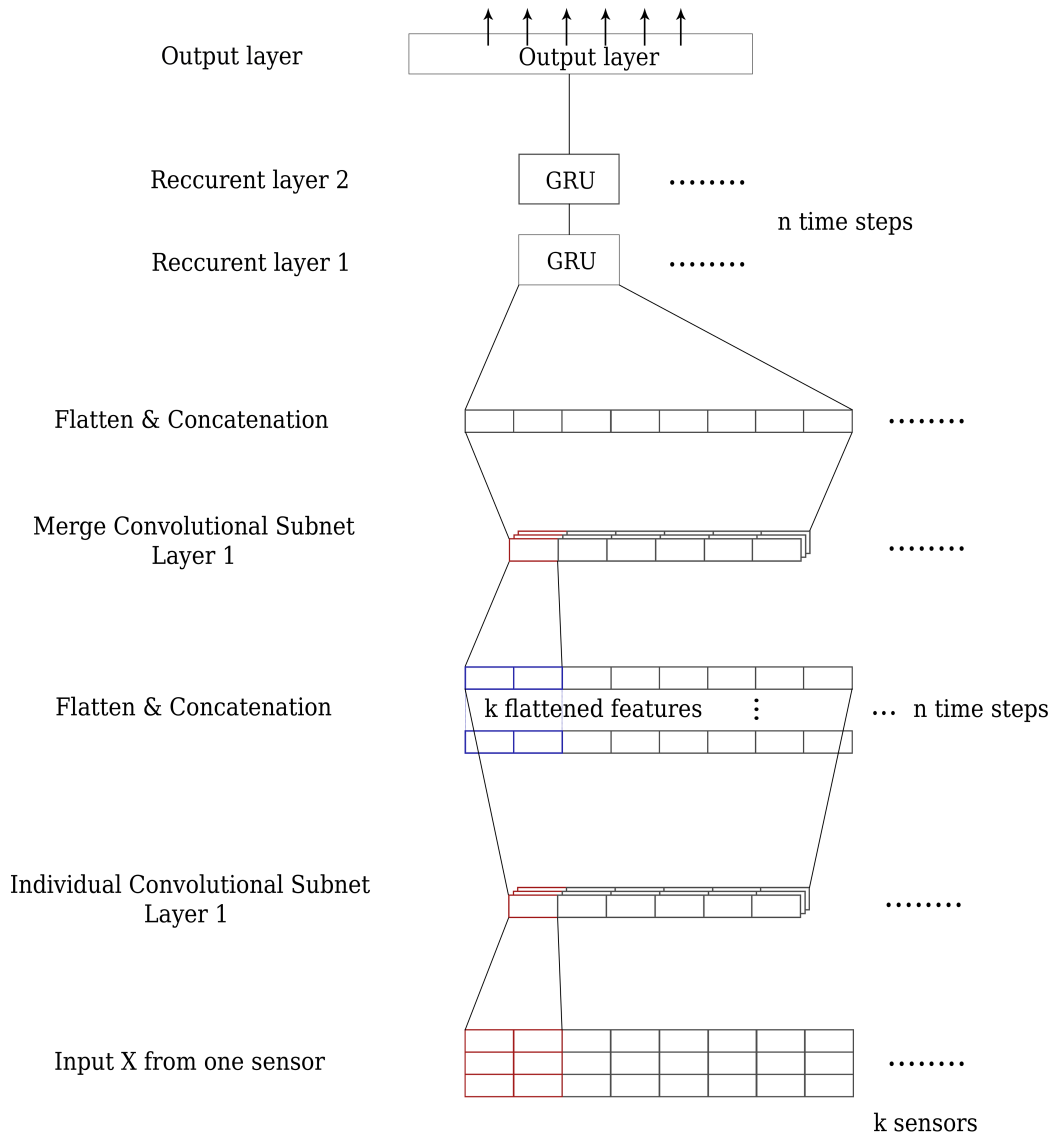 Output layer
Output layer
Reccurent layer 2
GRU
........
n time steps
Reccurent layer 1
GRU
........
Flatten & Concatenation
........
Merge Convolutional Subnet
Layer 1
........
Flatten & Concatenation
k flattened features
... n time steps
Individual Convolutional Subnet
Layer 1
........
Input X from one sensor
........
k sensors